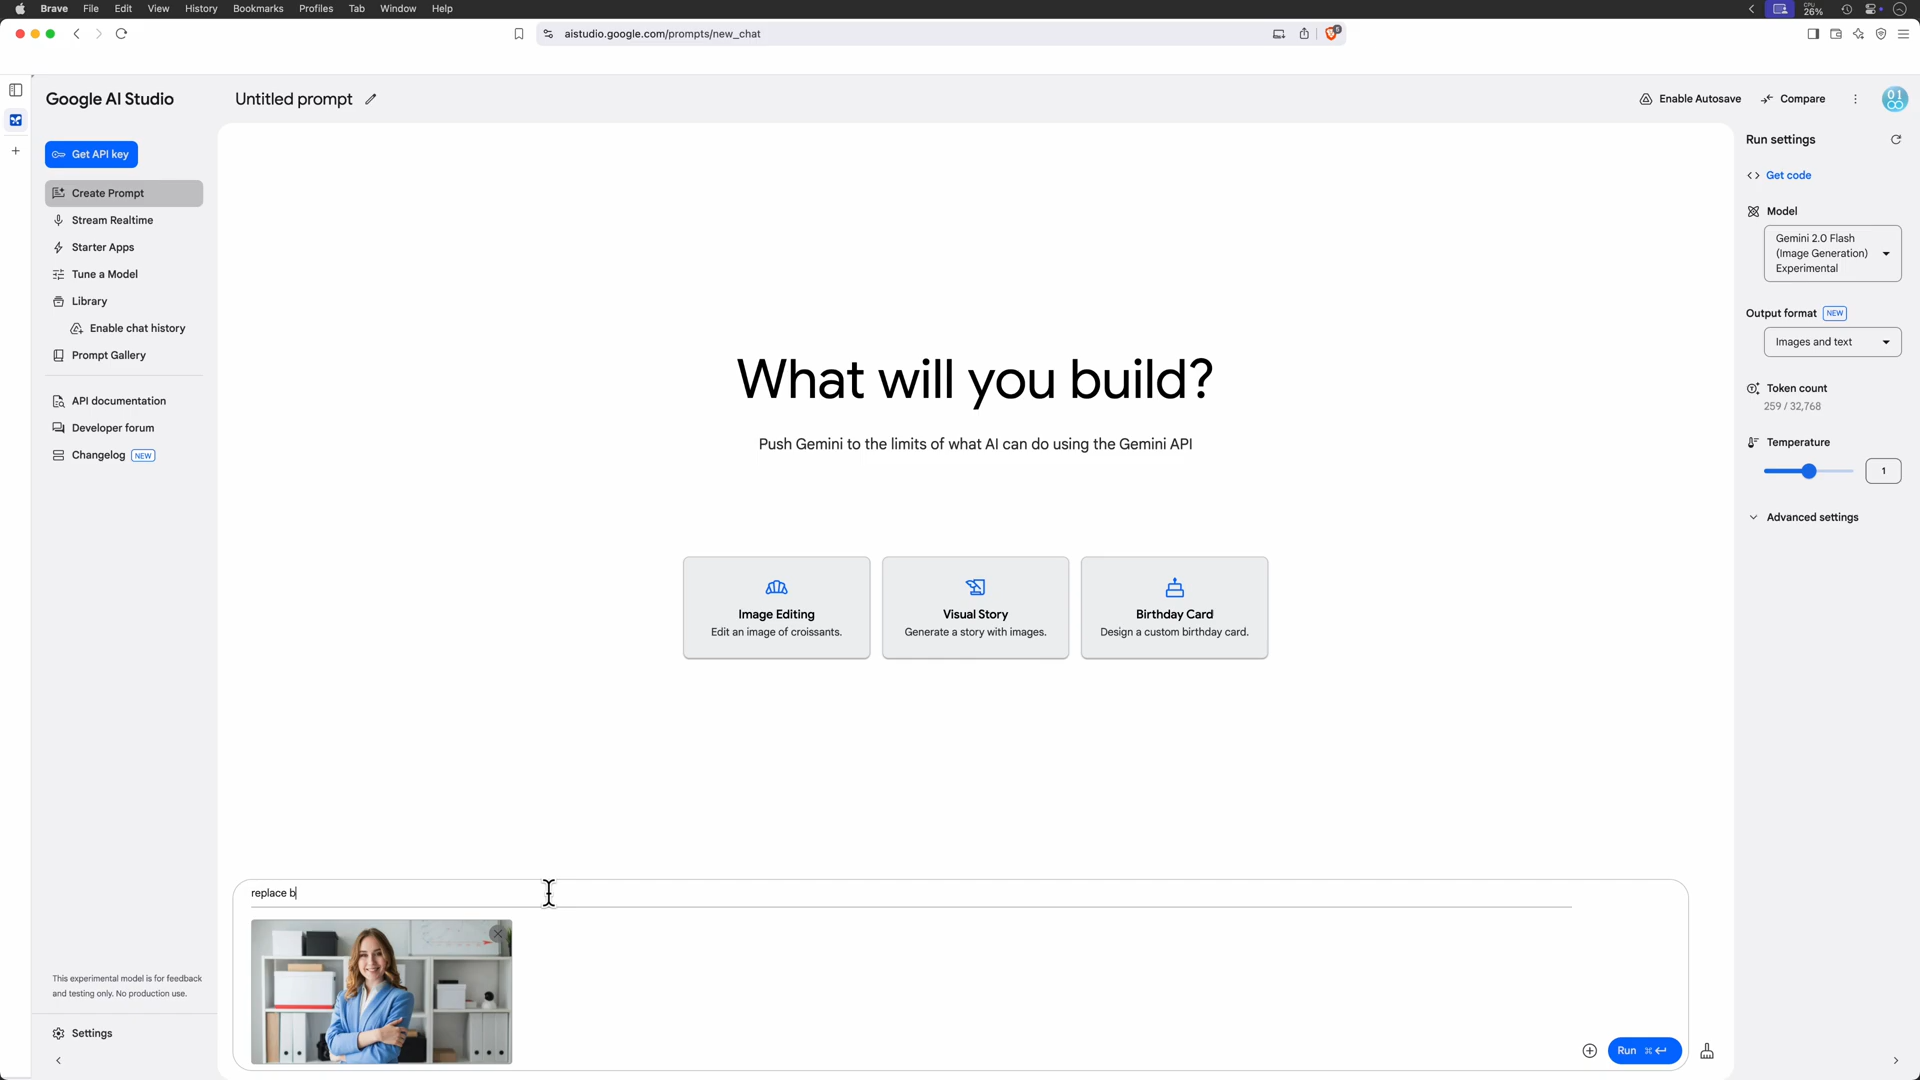 Brave File Edit View History Bookmarks Profiles Tab Window Help
CPU
26%
aistudio.google.com/prompts/new_chat
Google AI Studio
Untitled prompt
Enable Autosave
Compare
Get API key
Create Prompt
Stream Realtime
Starter Apps
Tune a Model
Library
Enable chat history
Prompt Gallery
API documentation
Developer forum
Changelog NEW
This experimental model is for feedback
and testing only. No production use.
Settings
What will you build?
Push Gemini to the limits of what AI can do using the Gemini API
Image Editing
Edit an image of croissants.
Visual Story
Generate a story with images.
Birthday Card
Design a custom birthday card.
replace b
Run ⌘
Run settings
Get code
Model
Gemini 2.0 Flash
(Image Generation)
Experimental
Output format NEW
Images and text
Token count
259 / 32,768
Temperature
1
Advanced settings